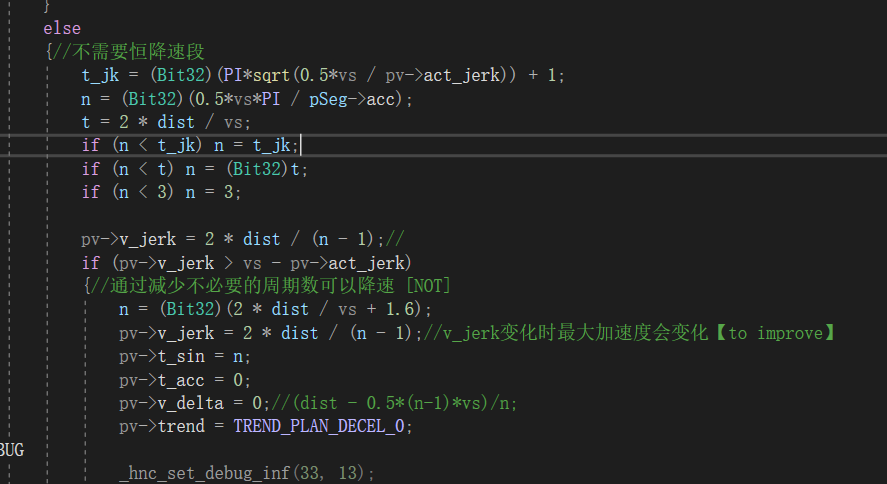 }
else
{//不需要恒降速段
t_jk = (Bit32)(PI*sqrt(0.5*vs / pv->act_jerk)) + 1;
n = (Bit32)(0.5*vs*PI / pSeg->acc);
t = 2 * dist / vs;
if (n < t_jk) n = t_jk;
if (n < t) n = (Bit32)t;
if (n < 3) n = 3;
pv->v_jerk = 2 * dist / (n - 1);//
if (pv->v_jerk > vs - pv->act_jerk)
{//通过减少不必要的周期数可以降速 [NOT]
n = (Bit32)(2 * dist / vs + 1.6);
pv->v_jerk = 2 * dist / (n - 1);//v_jerk变化时最大加速度会变化【to improve】
pv->t_sin = n;
pv->t_acc = 0;
pv->v_delta = 0;//(dist - 0.5*(n-1)*vs)/n;
pv->trend = TREND_PLAN_DECEL_0;
BUG
_hnc_set_debug_inf(33, 13);